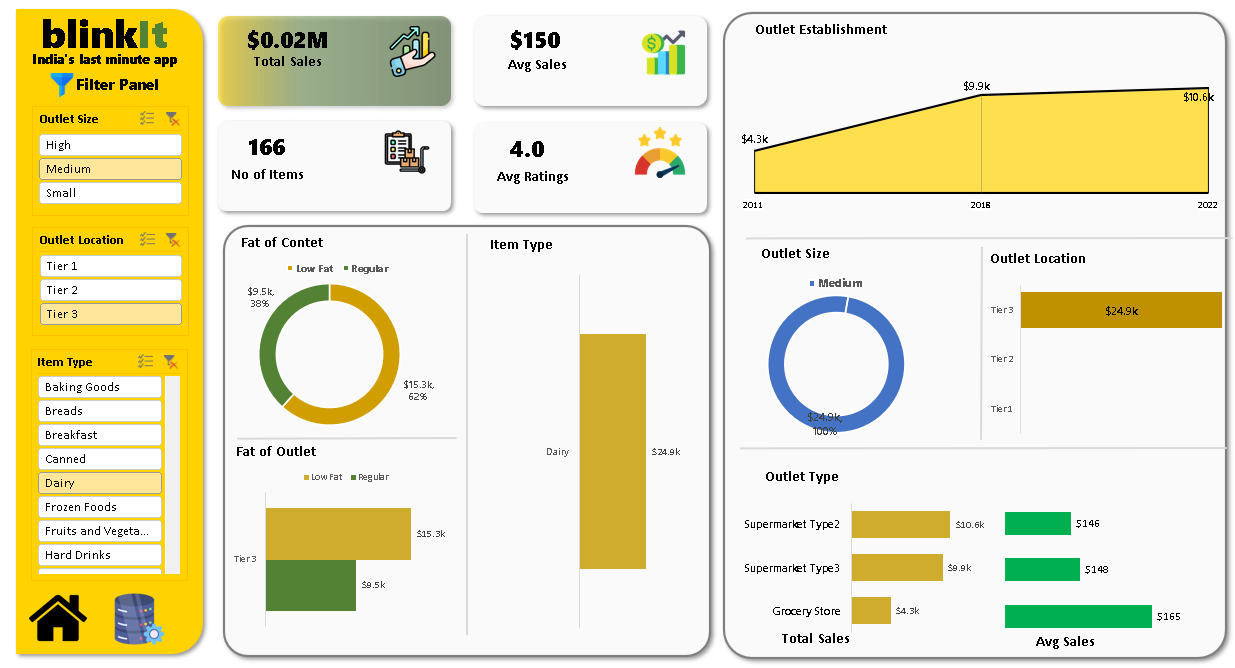 blinkIt
India's last minute app
Filter Panel
Outlet Size
High
Medium
Small
Outlet Location
Tier 1
Tier 2
Tier 3
Item Type
Baking Goods
Breads
Breakfast
Canned
Dairy
Frozen Foods
Fruits and Vegeta...
Hard Drinks
$0.02M
Total Sales
$150
Avg Sales
166
No of Items
4.0
Avg Ratings
Fat of Contet
Low Fat Regular
$9.5k,
38%
$15.3k,
62%
Fat of Outlet
Low Fat Regular
Tier 3
$15.3k
$9.5k
Item Type
Dairy
$24.9k
Outlet Establishment
$4.3k
$9.9k
$10.6k
2011 2018 2022
Outlet Size
Medium
$24.9k,
100%
Outlet Location
Tier 3
$24.9k
Tier 2
Tier 1
Outlet Type
Supermarket Type2 $10.6k $146
Supermarket Type3 $9.9k $148
Grocery Store $4.3k $165
Total Sales Avg Sales